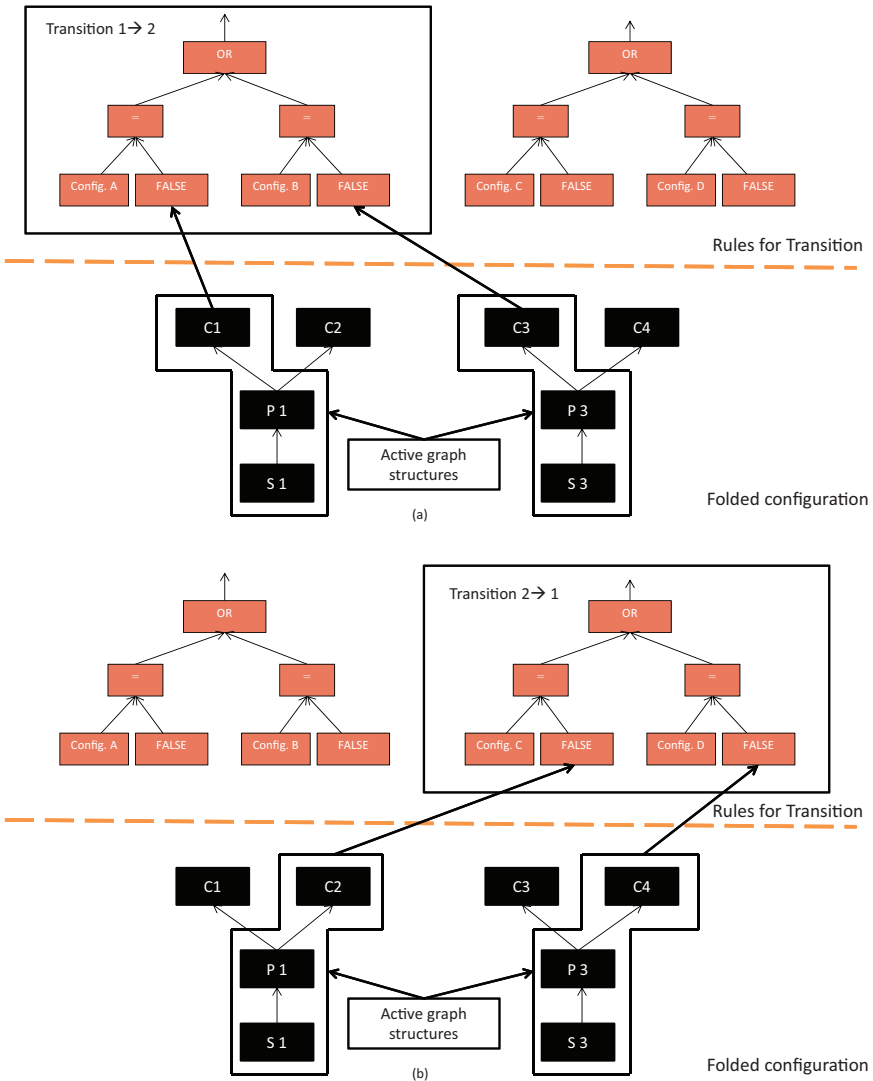 Transition 1→ 2
OR
OR
=
=
=
=
Config. A
FALSE
Config. B
FALSE
Config. C
FALSE
Config. D
FALSE
Rules for Transition
C1
C2
C3
C4
P 1
P 3
Active graph
structures
S 1
S 3
Folded configuration
(a)
Transition 2→ 1
OR
OR
=
=
=
=
Config. A
FALSE
Config. B
FALSE
Config. C
FALSE
Config. D
FALSE
Rules for Transition
C1
C2
C3
C4
P 1
P 3
Active graph
structures
S 1
S 3
Folded configuration
(b)